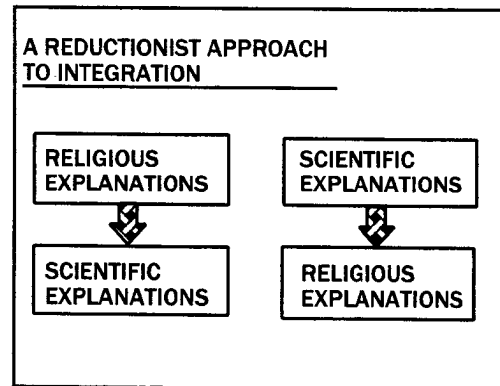 A REDUCTIONIST APPROACH
TO INTEGRATION
RELIGIOUS
EXPLANATIONS
SCIENTIFIC
EXPLANATIONS
SCIENTIFIC
EXPLANATIONS
RELIGIOUS
EXPLANATIONS